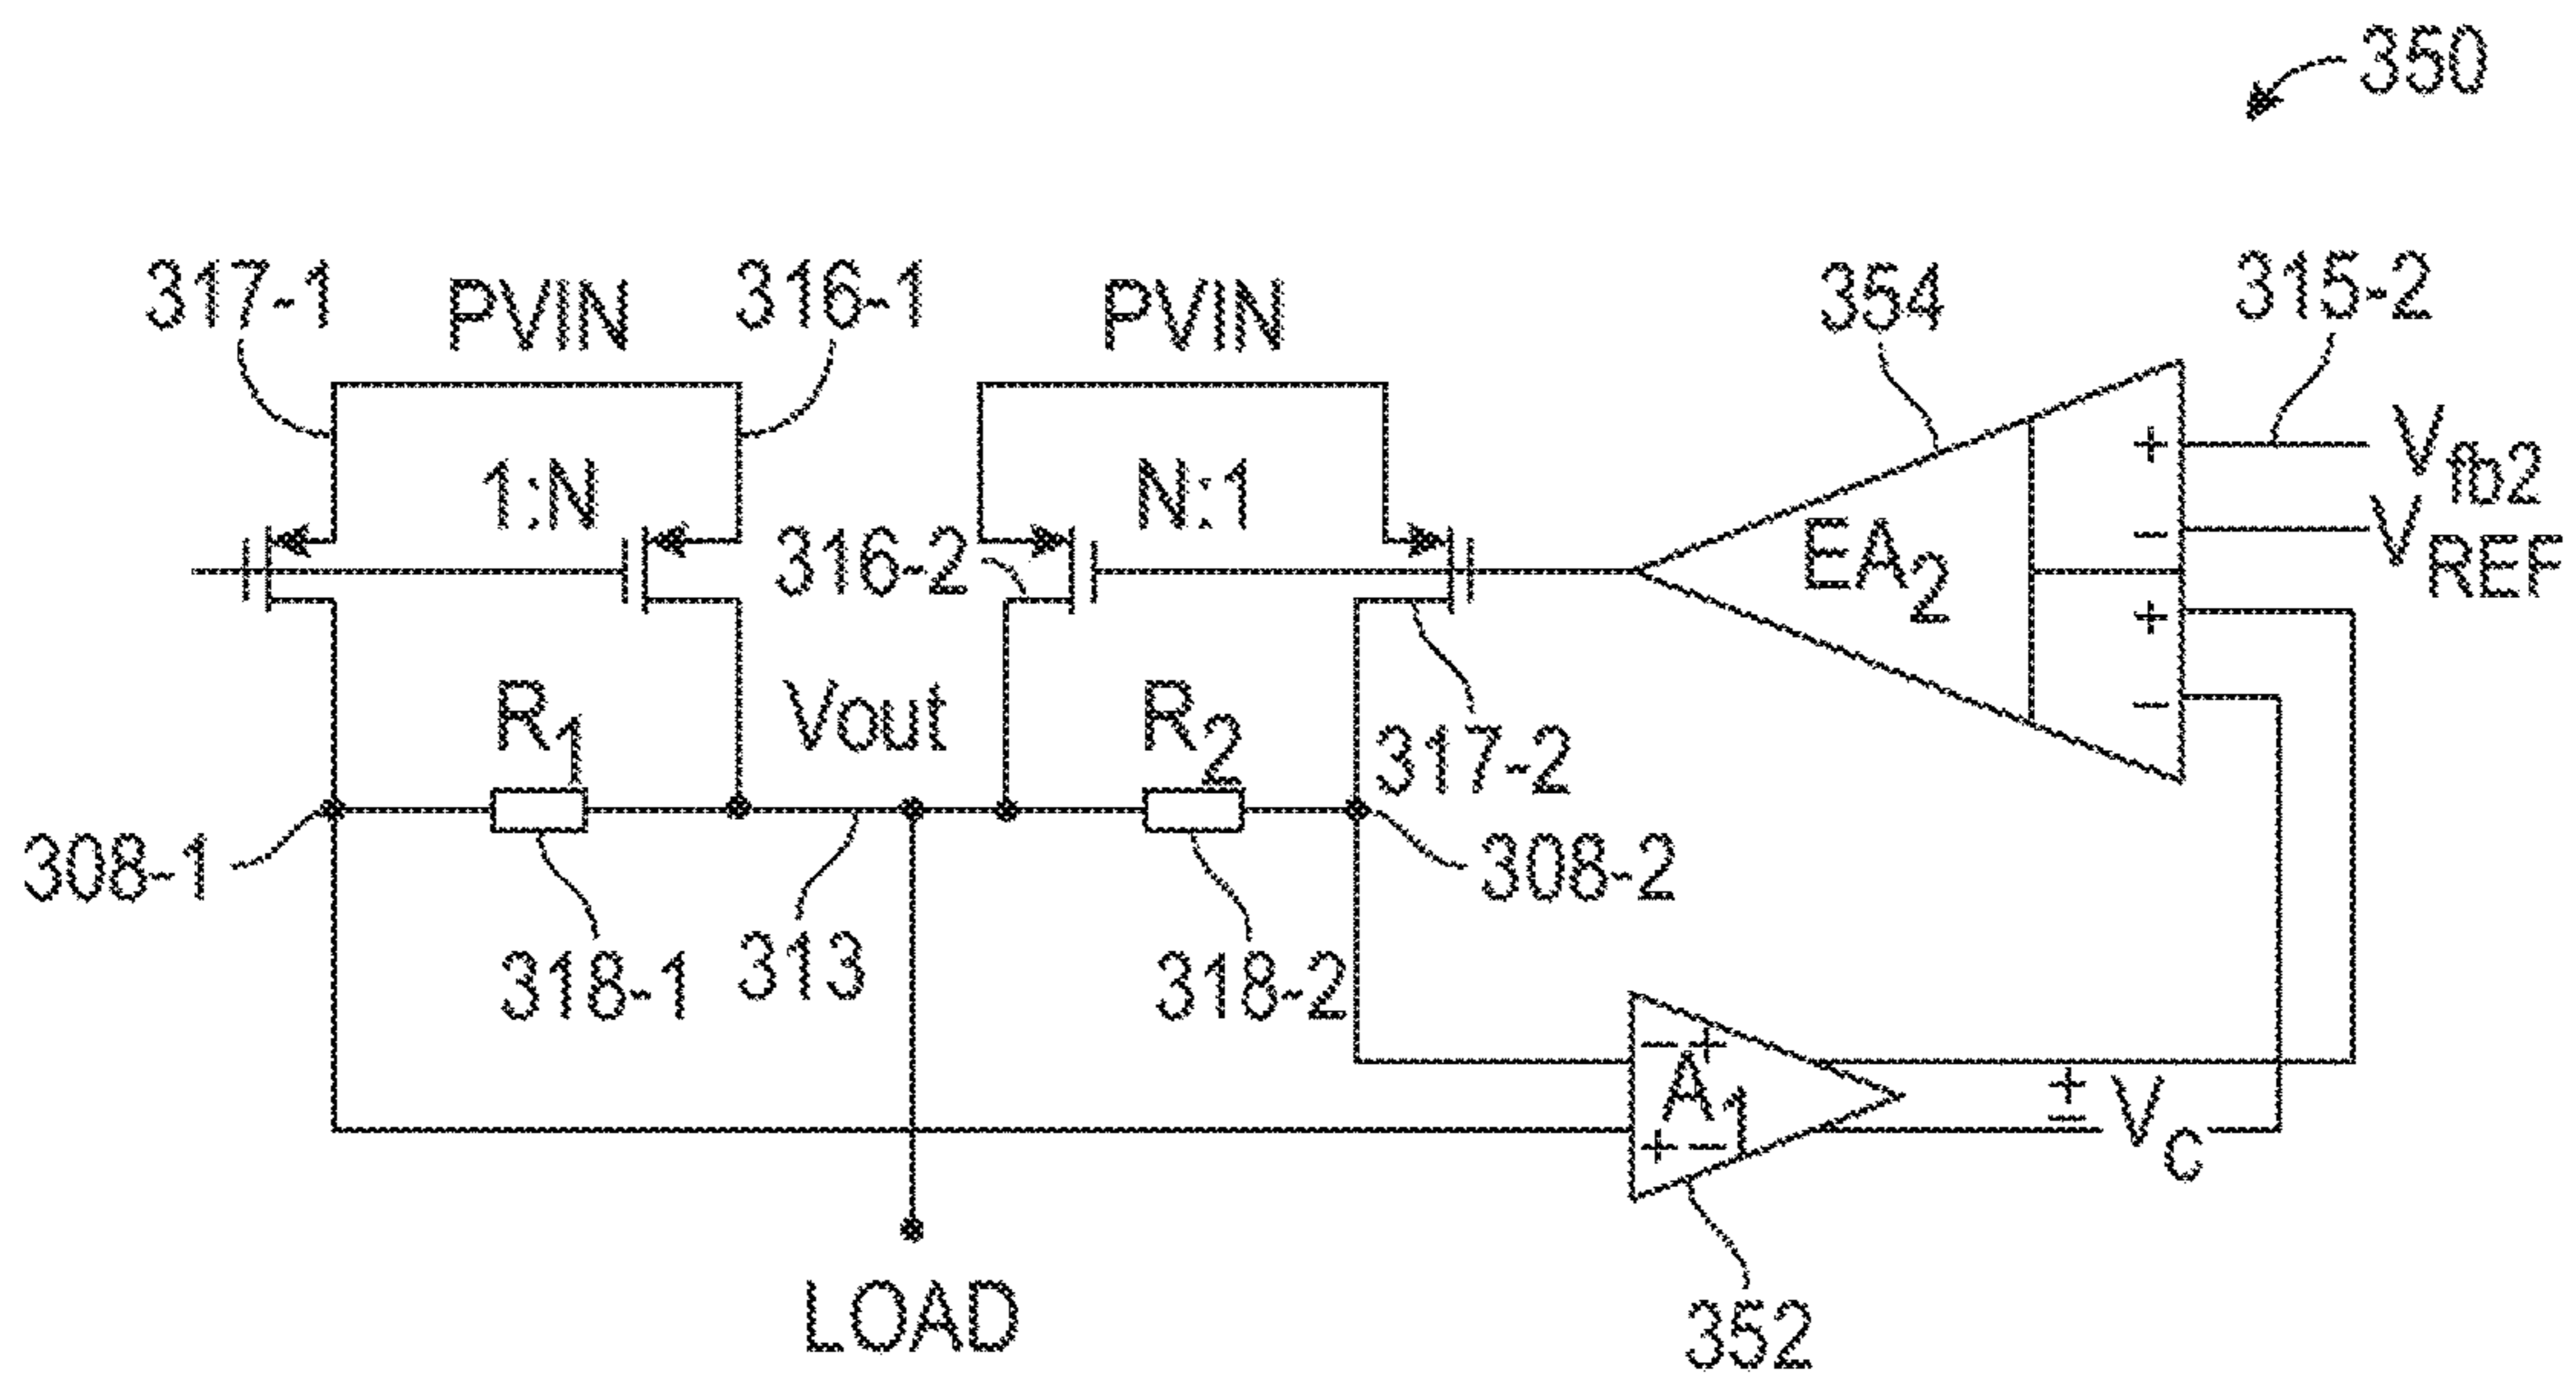 350
317-1
PVIN
316-1
PVIN
354
315-2
1:N
N:1
+
Vfb2
316-2
EA2
-
VREF
+
-
R1
Vout
R2
317-2
308-1
308-2
318-1
313
318-2
- +
A1
+ -
+
- VC
LOAD
352